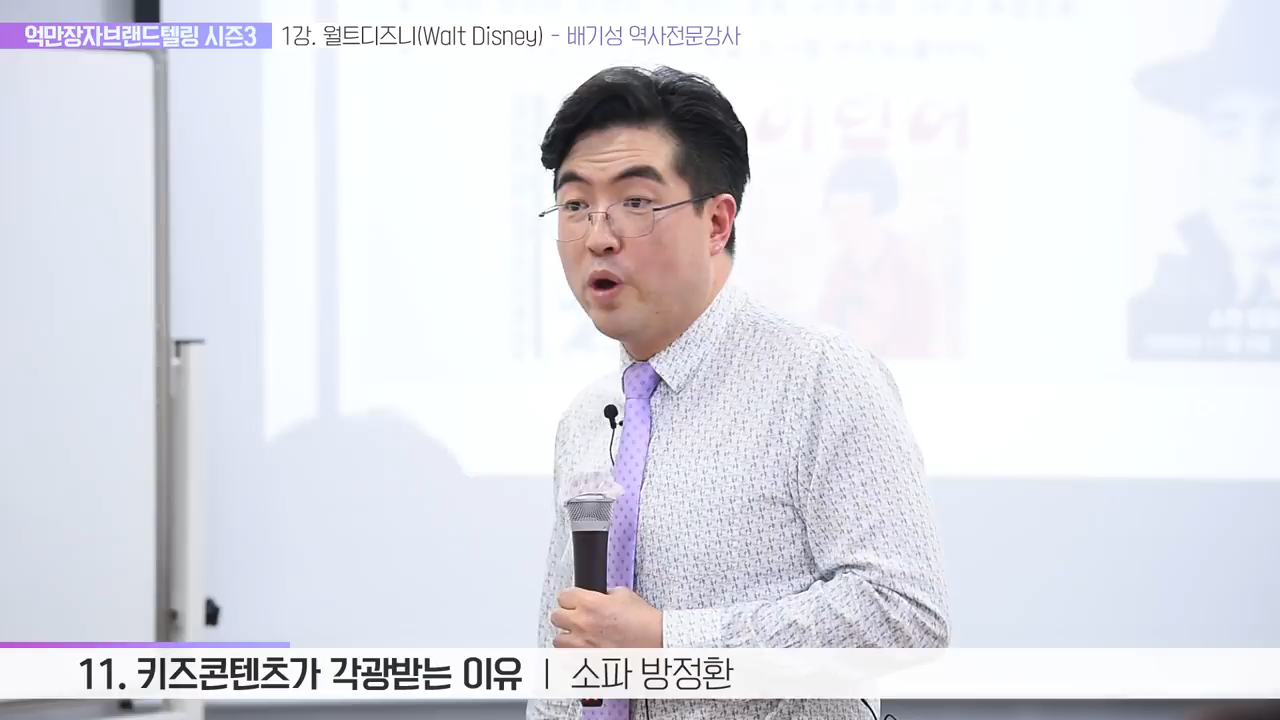 억만장자브랜드텔링 시즌3 1강. 월트디즈니(Walt Disney) - 배기성 역사전문강사
11. 키즈콘텐츠가 각광받는 이유 | 소파 방정환